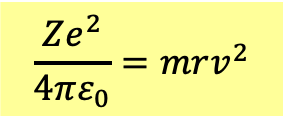 Ze²/4πε₀ = mrv²